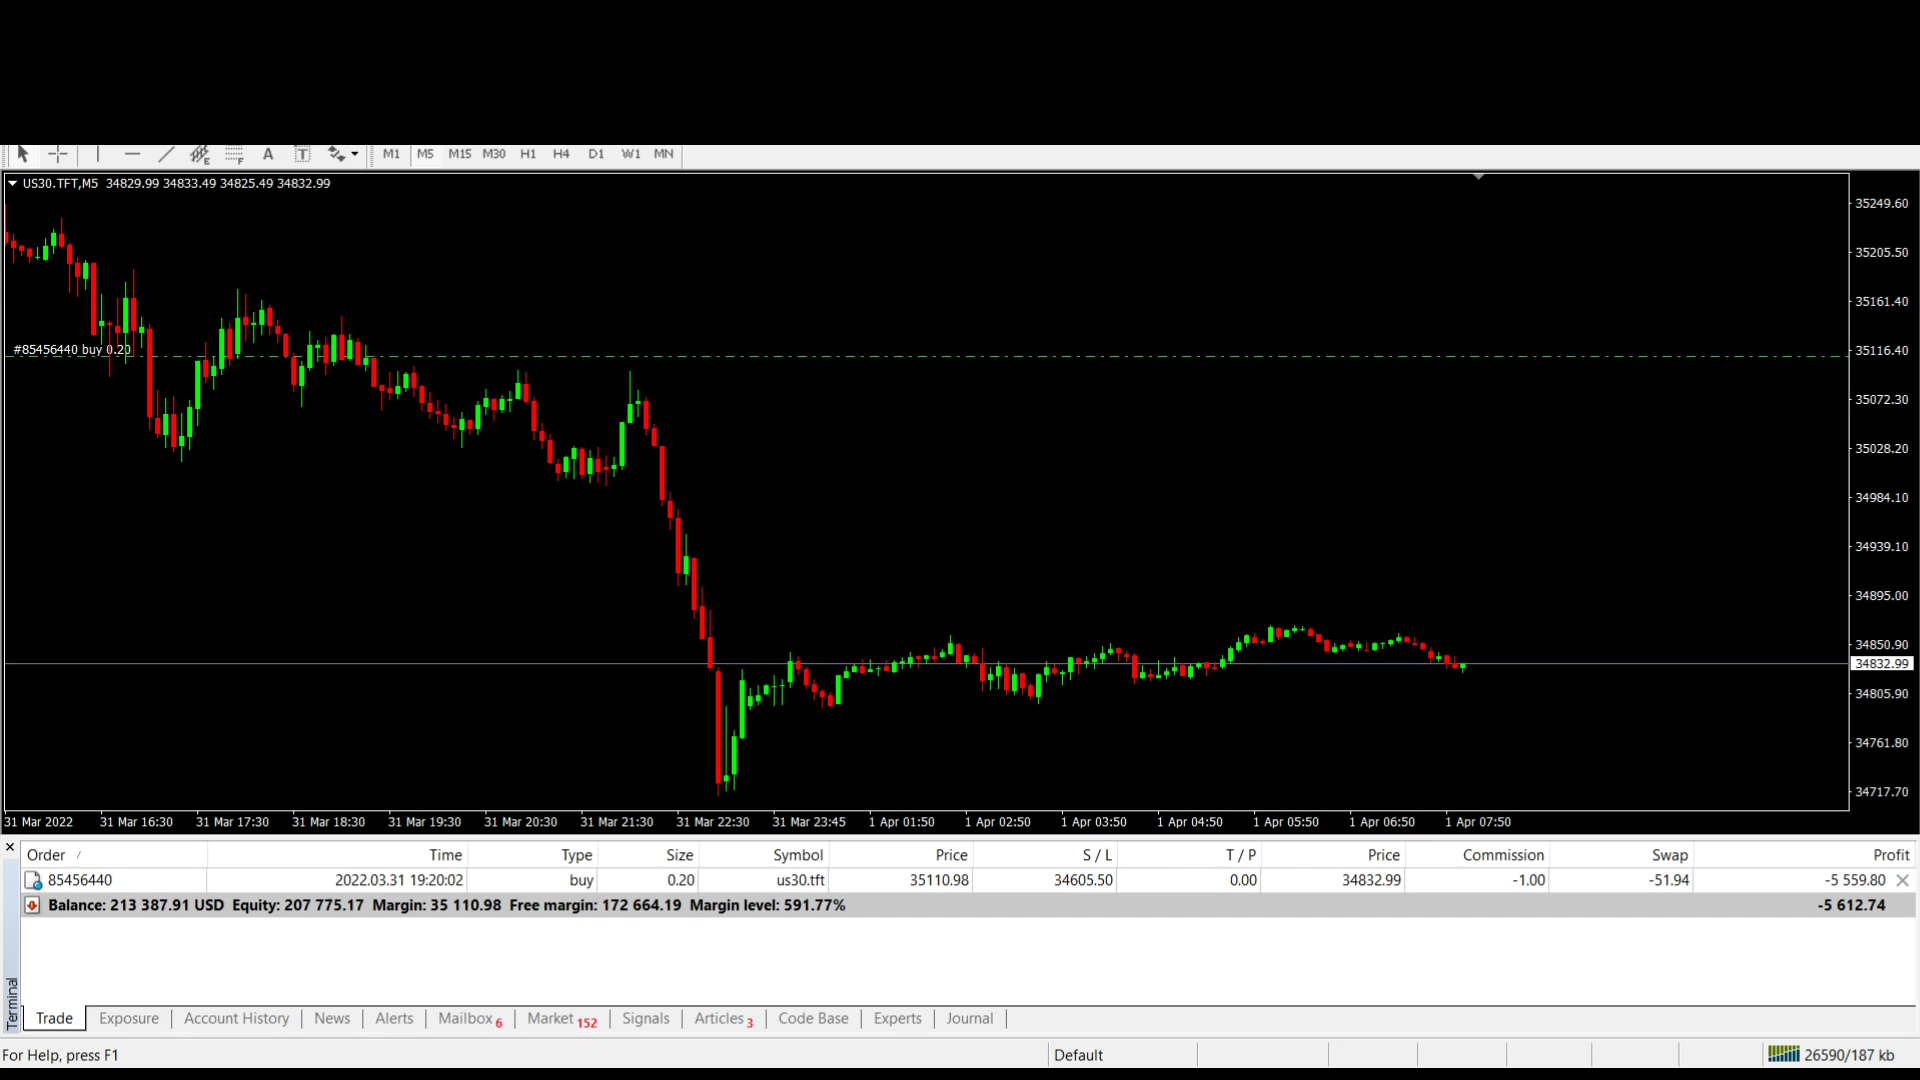 E F A T M1 M5 M15 M30 H1 H4 D1 W1 MN
US30.TFT,M5 34829.99 34833.49 34825.49 34832.99
35249.60
35205.50
35161.40
#85456440 buy 0.20
35116.40
35072.30
35028.20
34984.10
34939.10
34895.00
34850.90
34832.99
34805.90
34761.80
34717.70
31 Mar 2022 31 Mar 16:30 31 Mar 17:30 31 Mar 18:30 31 Mar 19:30 31 Mar 20:30 31 Mar 21:30 31 Mar 22:30 31 Mar 23:45 1 Apr 01:50 1 Apr 02:50 1 Apr 03:50 1 Apr 04:50 1 Apr 05:50 1 Apr 06:50 1 Apr 07:50
Order / Time Type Size Symbol Price S / L T / P Price Commission Swap Profit
85456440 2022.03.31 19:20:02 buy 0.20 us30.tft 35110.98 34605.50 0.00 34832.99 -1.00 -51.94 -5 559.80
Balance: 213 387.91 USD Equity: 207 775.17 Margin: 35 110.98 Free margin: 172 664.19 Margin level: 591.77% -5 612.74
Terminal
Trade Exposure Account History News Alerts Mailbox 6 Market 152 Signals Articles 3 Code Base Experts Journal
For Help, press F1 Default 26590/187 kb